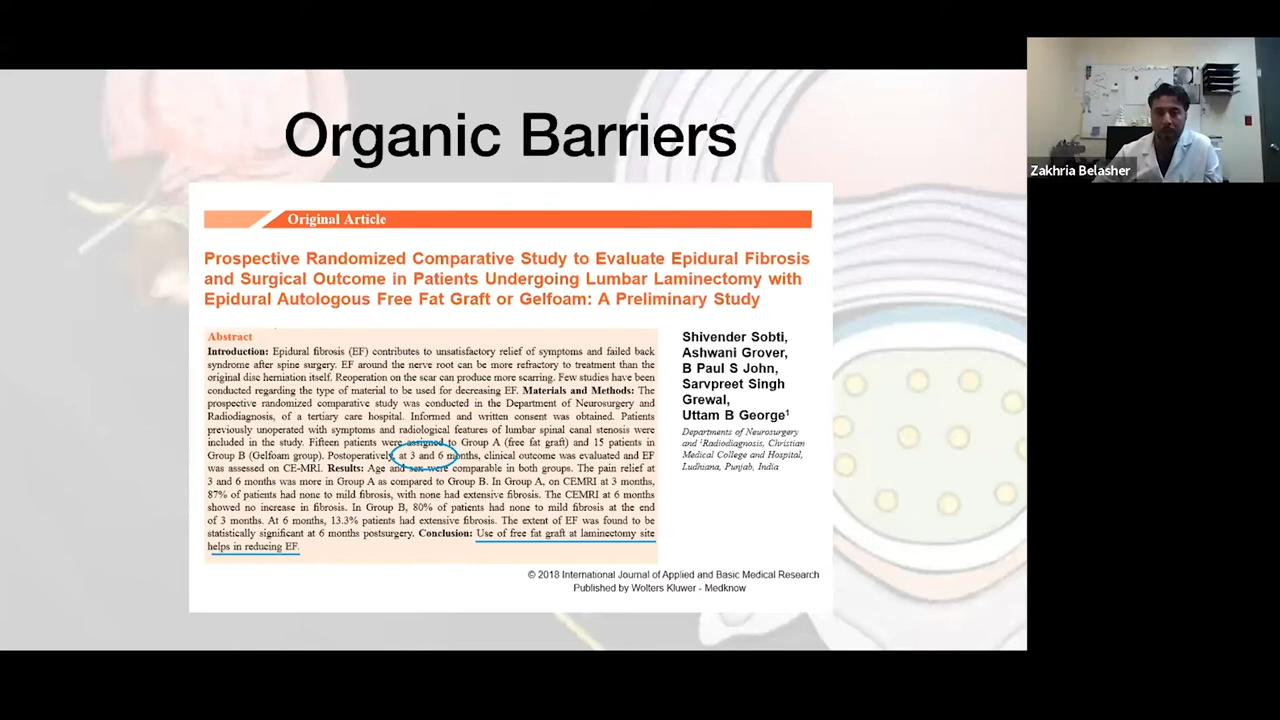 Organic Barriers
Original Article
Prospective Randomized Comparative Study to Evaluate Epidural Fibrosis
and Surgical Outcome in Patients Undergoing Lumbar Laminectomy with
Epidural Autologous Free Fat Graft or Gelfoam: A Preliminary Study
Abstract
Introduction: Epidural fibrosis (EF) contributes to unsatisfactory relief of symptoms and failed back
syndrome after spine surgery. EF around the nerve root can be more refractory to treatment than the
original disc herniation itself. Reoperation on the scar can produce more scarring. Few studies have been
conducted regarding the type of material to be used for decreasing EF. Materials and Methods: The
prospective randomized comparative study was conducted in the Department of Neurosurgery and
Radiodiagnosis, of a tertiary care hospital. Informed and written consent was obtained. Patients
previously unoperated with symptoms and radiological features of lumbar spinal canal stenosis were
included in the study. Fifteen patients were assigned to Group A (free fat graft) and 15 patients in
Group B (Gelfoam group). Postoperatively, at 3 and 6 months, clinical outcome was evaluated and EF
was assessed on CE-MRI. Results: Age and sex were comparable in both groups. The pain relief at
3 and 6 months was more in Group A as compared to Group B. In Group A, on CEMRI at 3 months,
87% of patients had none to mild fibrosis, with none had extensive fibrosis. The CEMRI at 6 months
showed no increase in fibrosis. In Group B, 80% of patients had none to mild fibrosis at the end
of 3 months. At 6 months, 13.3% patients had extensive fibrosis. The extent of EF was found to be
statistically significant at 6 months postsurgery. Conclusion: Use of free fat graft at laminectomy site
helps in reducing EF.
Shivender Sobti,
Ashwani Grover,
B Paul S John,
Sarvpreet Singh
Grewal,
Uttam B George¹
Departments of Neurosurgery
and ¹Radiodiagnosis, Christian
Medical College and Hospital,
Ludhiana, Punjab, India
© 2018 International Journal of Applied and Basic Medical Research
Published by Wolters Kluwer - Medknow
Zakhria Belasher